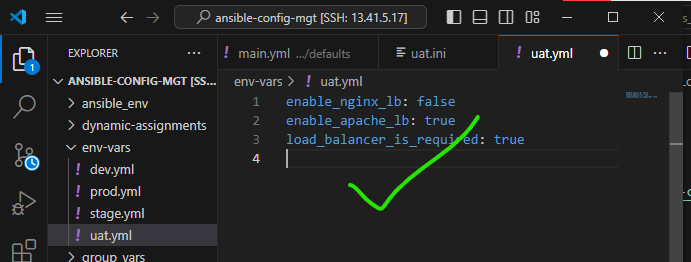 ansible-config-mgt [SSH: 13.41.5.17]
EXPLORER
! main.yml .../defaults
uat.ini
! uat.yml
1
ANSIBLE-CONFIG-MGT [SS...
env-vars > ! uat.yml
> ansible_env
1 enable_nginx_lb: false
> dynamic-assignments
2 enable_apache_lb: true
env-vars
3 load_balancer_is_required: true
! dev.yml
4
! prod.yml
! stage.yml
! uat.yml
> group_vars